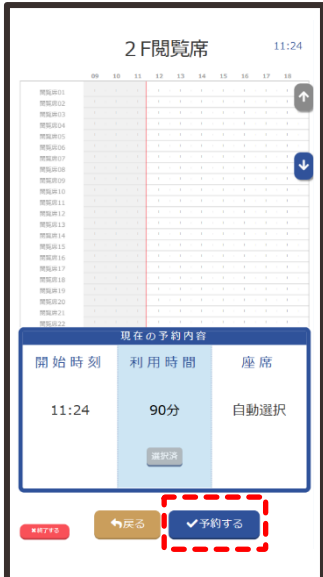 ２F閲覧席 11:24
09 10 11 12 13 14 15 16 17 18
閲覧席01
閲覧席02
閲覧席03
閲覧席04
閲覧席05
閲覧席06
閲覧席07
閲覧席08
閲覧席09
閲覧席10
閲覧席11
閲覧席12
閲覧席13
閲覧席14
閲覧席15
閲覧席16
閲覧席17
閲覧席18
閲覧席19
閲覧席20
閲覧席21
閲覧席22
現在の予約内容
開始時刻 利用時間 座席
11:24 90分 自動選択
選択済
終了する 戻る 予約する